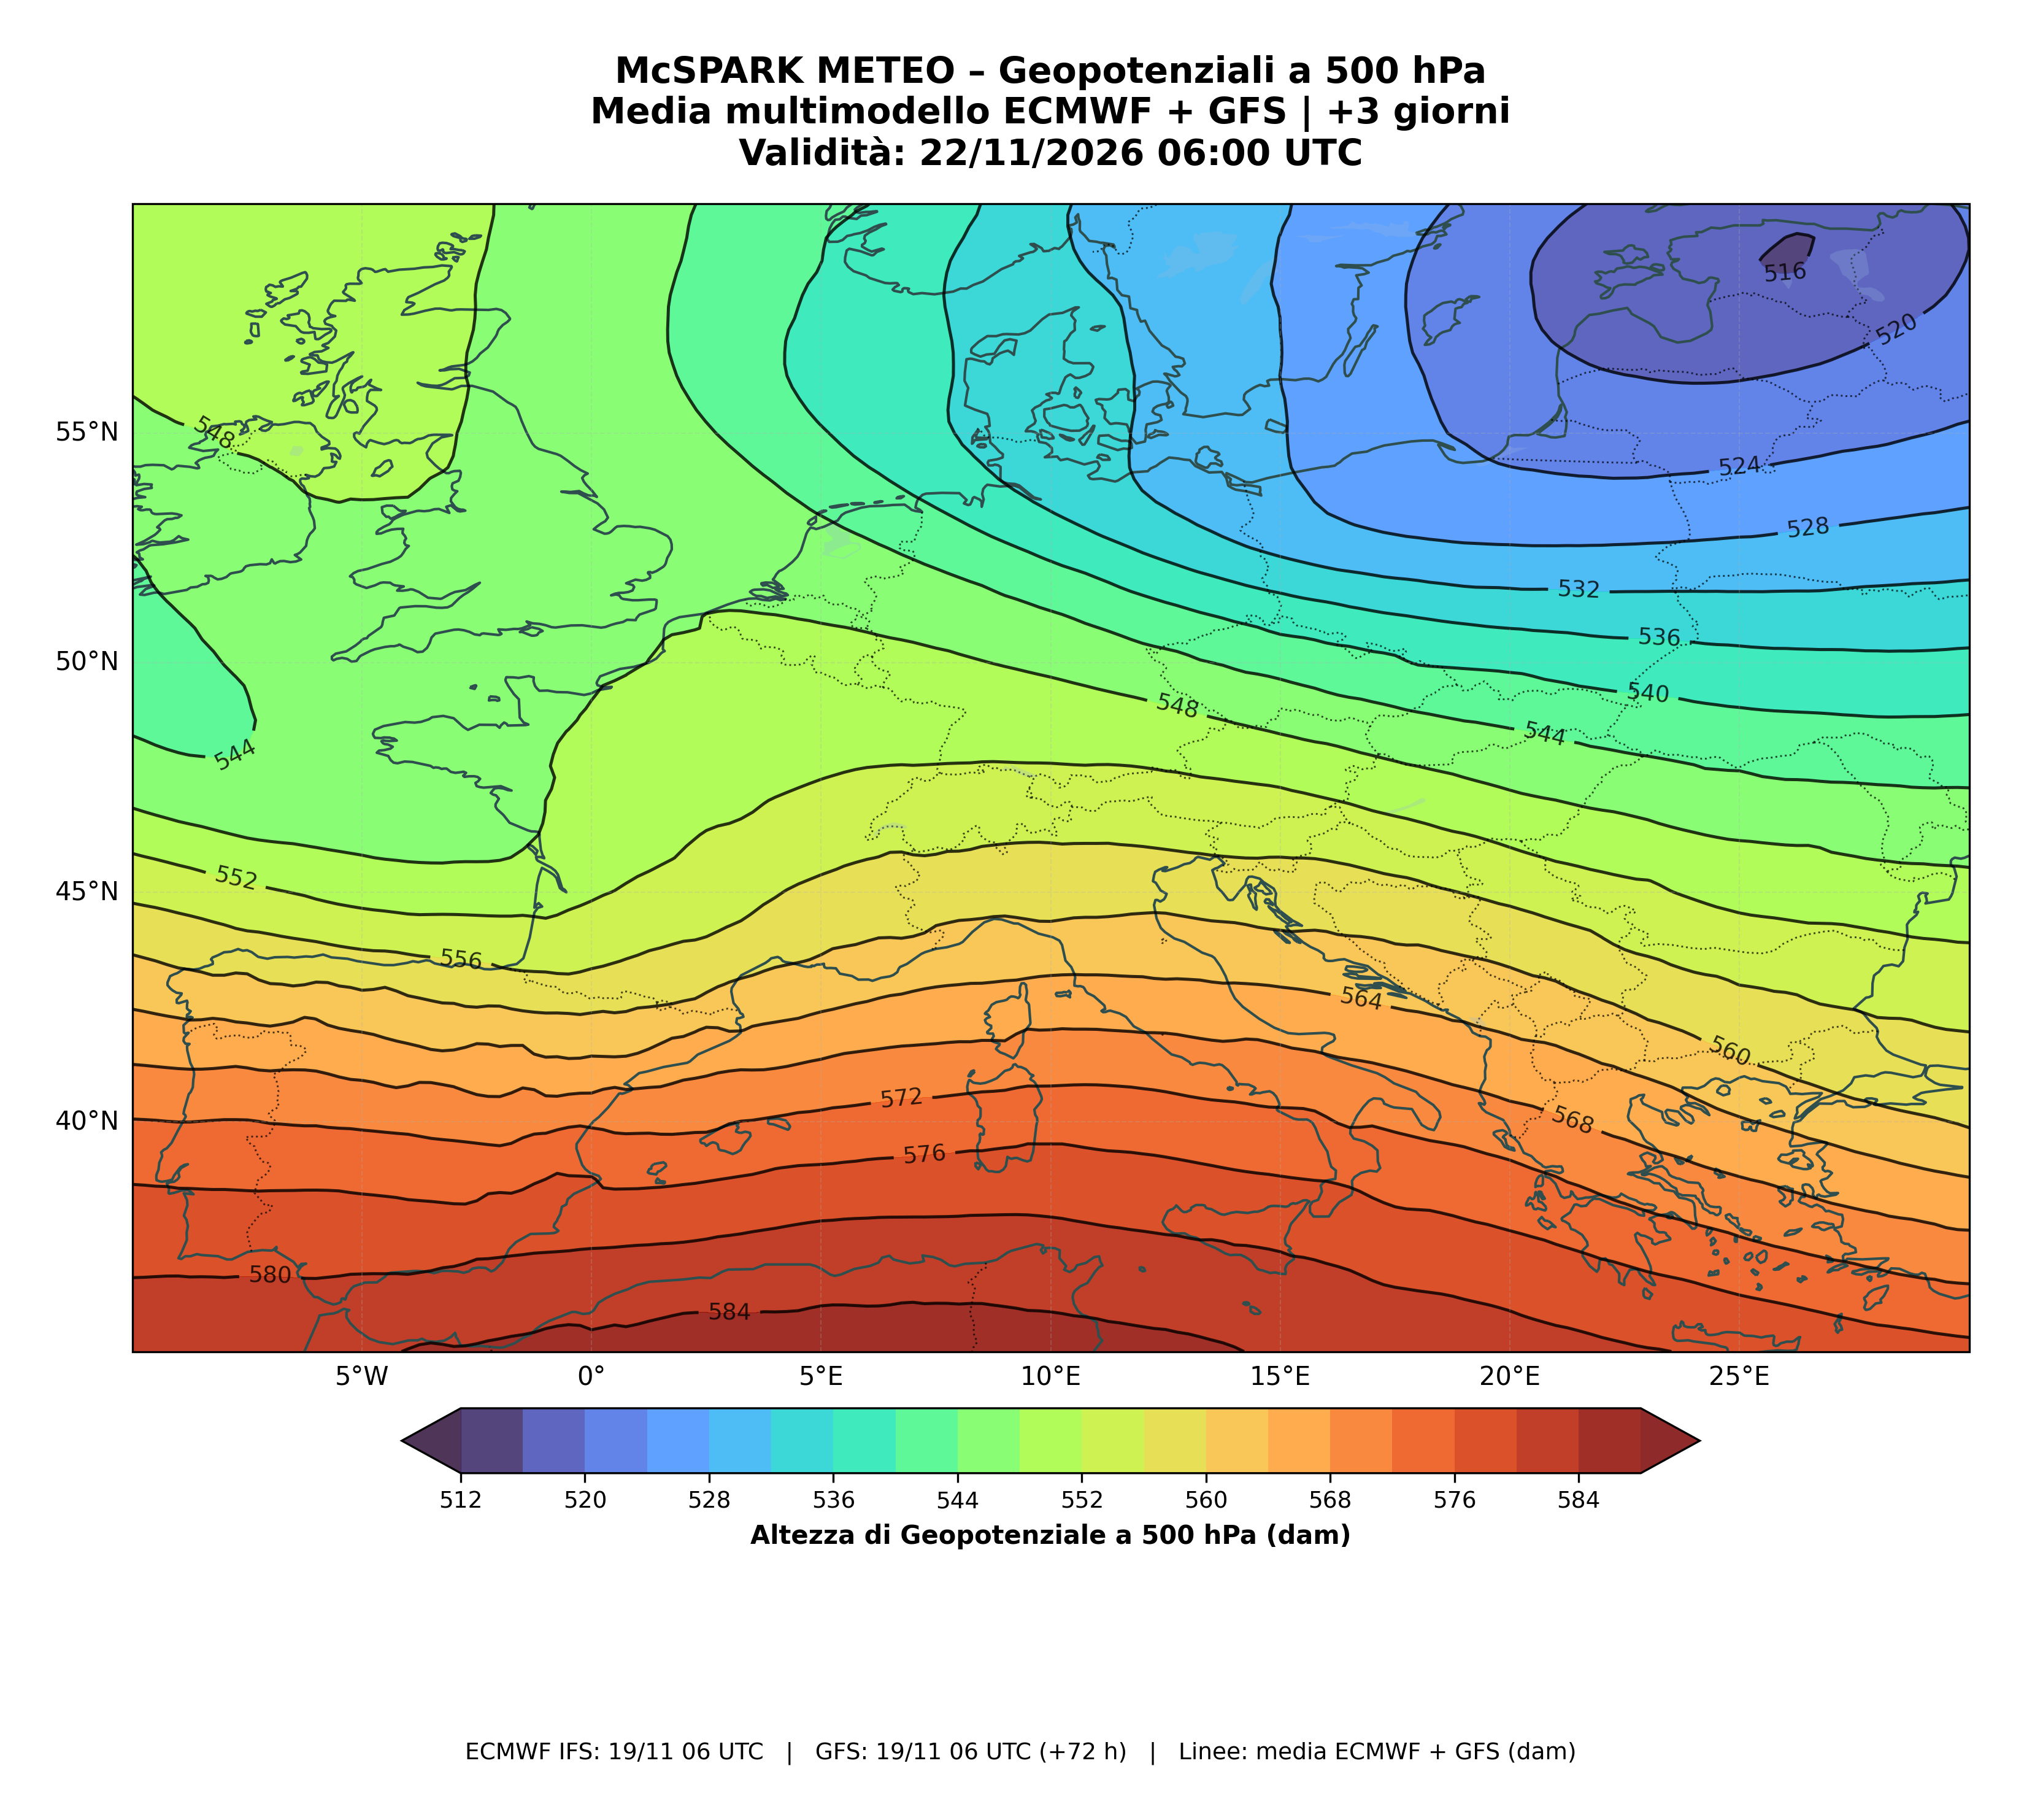 McSPARK METEO – Geopotenziali a 500 hPa
Media multimodello ECMWF + GFS | +3 giorni
Validità: 22/11/2026 06:00 UTC
516
520
548
55°N
524
528
532
536
50°N
540
548
544
544
552
45°N
556
564
560
572
568
40°N
576
580
584
5°W 0° 5°E 10°E 15°E 20°E 25°E
512 520 528 536 544 552 560 568 576 584
Altezza di Geopotenziale a 500 hPa (dam)
ECMWF IFS: 19/11 06 UTC | GFS: 19/11 06 UTC (+72 h) | Linee: media ECMWF + GFS (dam)